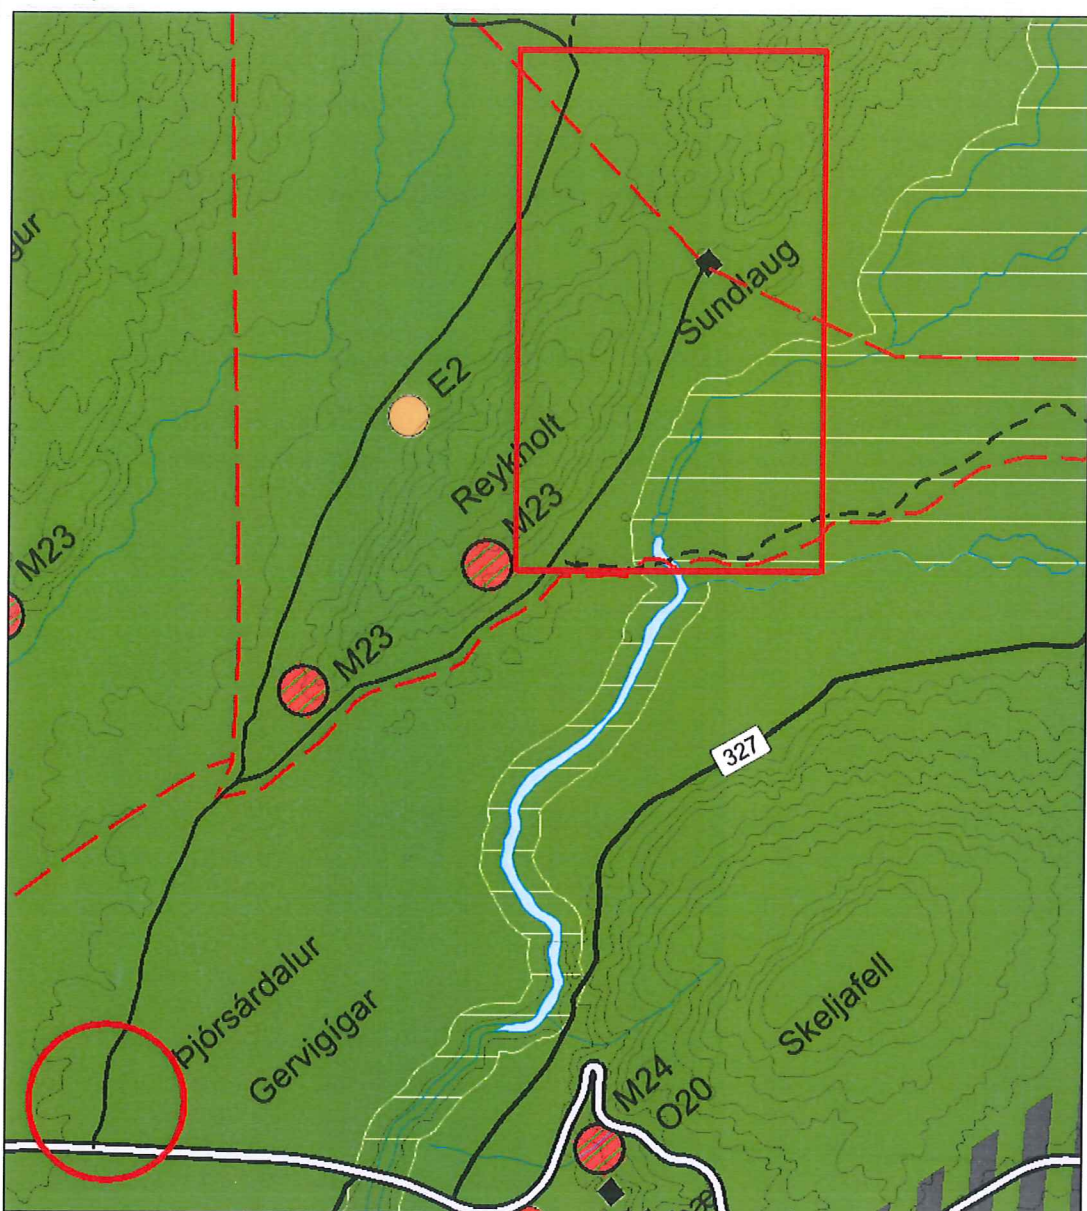 Sundlaug
E2
Reykholt
M23
M23
M23
327
Þjórsárdalur
Gervigígar
Skeljafell
M24
O20